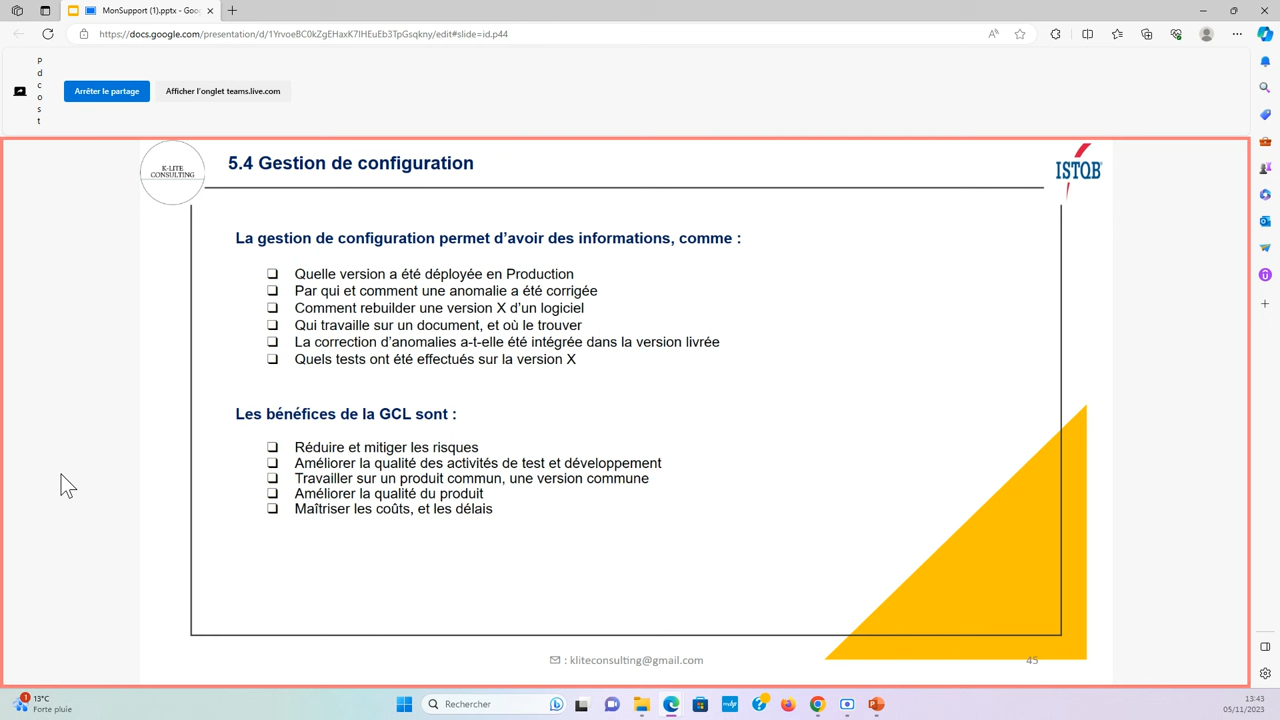 MonSupport (1).pptx - Goo
https://docs.google.com/presentation/d/1YrvoeBC0kZgEHaxK7IHEuEb3TpGsqkny/edit#slide=id.p44
P
d
c
o
s
t
Arrêter le partage
Afficher l'onglet teams.live.com
K-LITE
CONSULTING
5.4 Gestion de configuration
ISTQB®
La gestion de configuration permet d'avoir des informations, comme :
❑ Quelle version a été déployée en Production
❑ Par qui et comment une anomalie a été corrigée
❑ Comment rebuilder une version X d'un logiciel
❑ Qui travaille sur un document, et où le trouver
❑ La correction d'anomalies a-t-elle été intégrée dans la version livrée
❑ Quels tests ont été effectués sur la version X
Les bénéfices de la GCL sont :
❑ Réduire et mitiger les risques
❑ Améliorer la qualité des activités de test et développement
❑ Travailler sur un produit commun, une version commune
❑ Améliorer la qualité du produit
❑ Maîtriser les coûts, et les délais
: kliteconsulting@gmail.com
45
1
13°C
Forte pluie
Rechercher
13:43
05/11/2023